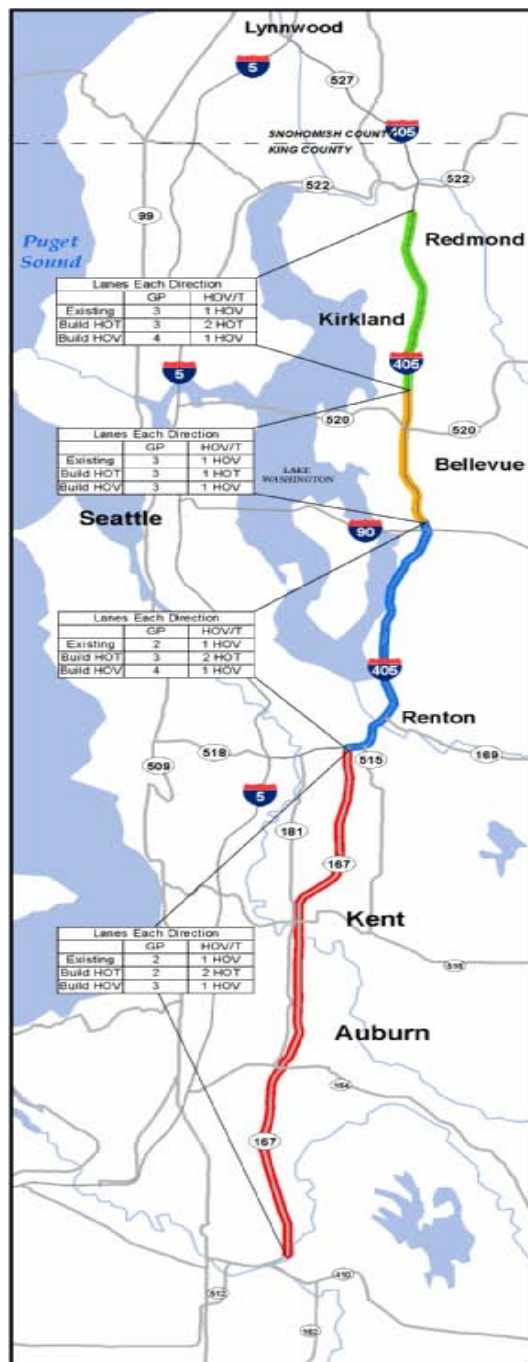 Lynnwood
5
527
SNOHOMISH COUNTY
KING COUNTY
405
522
522
99
Puget
Sound
Redmond
Lanes Each Direction
GP HOV/T
Existing 3 1 HOV
Build HOT 3 2 HOT
Build HOV 4 1 HOV
Kirkland
405
5
520
520
Lanes Each Direction
GP HOV/T
Existing 3 1 HOV
Build HOT 3 1 HOT
Build HOV 3 1 HOV
Bellevue
LAKE
WASHINGTON
Seattle
90
Lanes Each Direction
GP HOV/T
Existing 2 1 HOV
Build HOT 3 2 HOT
Build HOV 4 1 HOV
405
Renton
518
515
169
509
5
181
167
Kent
Lanes Each Direction
GP HOV/T
Existing 2 1 HOV
Build HOT 2 2 HOT
Build HOV 3 1 HOV
516
Auburn
164
167
410
512
162